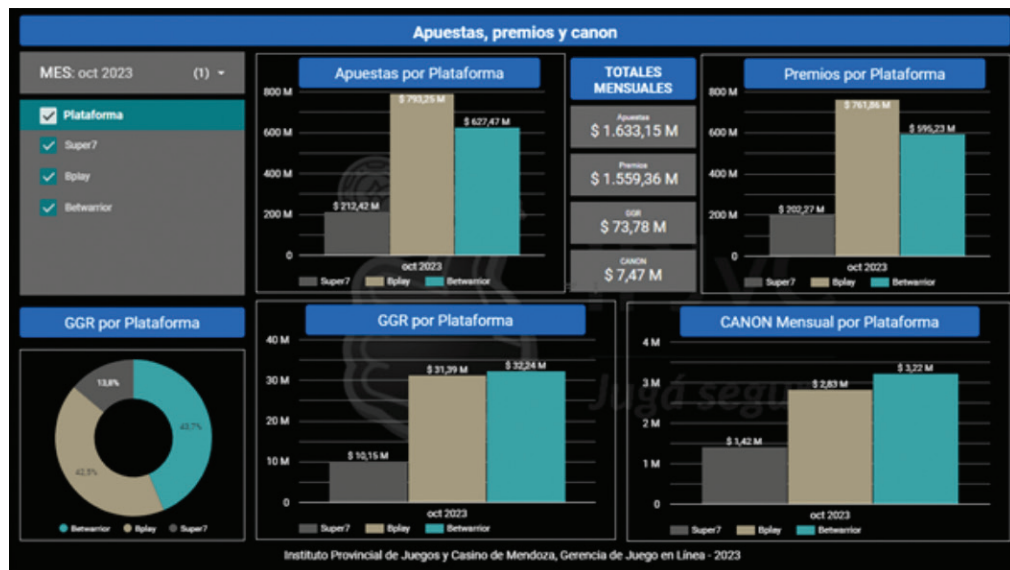 Apuestas, premios y canon
MES: oct 2023 (1)
Plataforma
Super7
Bplay
Betwarrior
Apuestas por Plataforma
800 M
600 M
400 M
200 M
0
$ 212,42 M
$ 793,25 M
$ 627,47 M
oct 2023
Super7 Bplay Betwarrior
TOTALES
MENSUALES
Apuestas
$ 1.633,15 M
Premios
$ 1.559,36 M
GGR
$ 73,78 M
CANON
$ 7,47 M
Premios por Plataforma
800 M
600 M
400 M
200 M
0
$ 202,27 M
$ 761,86 M
$ 595,23 M
oct 2023
Super7 Bplay Betwarrior
GGR por Plataforma
13,8%
43,7%
42,5%
Betwarrior Bplay Super7
GGR por Plataforma
40 M
30 M
20 M
10 M
0
$ 10,15 M
$ 31,39 M
$ 32,24 M
oct 2023
Super7 Bplay Betwarrior
CANON Mensual por Plataforma
4 M
3 M
2 M
1 M
0
$ 1,42 M
$ 2,83 M
$ 3,22 M
oct 2023
Super7 Bplay Betwarrior
Jugá
Instituto Provincial de Juegos y Casino de Mendoza, Gerencia de Juego en Línea - 2023